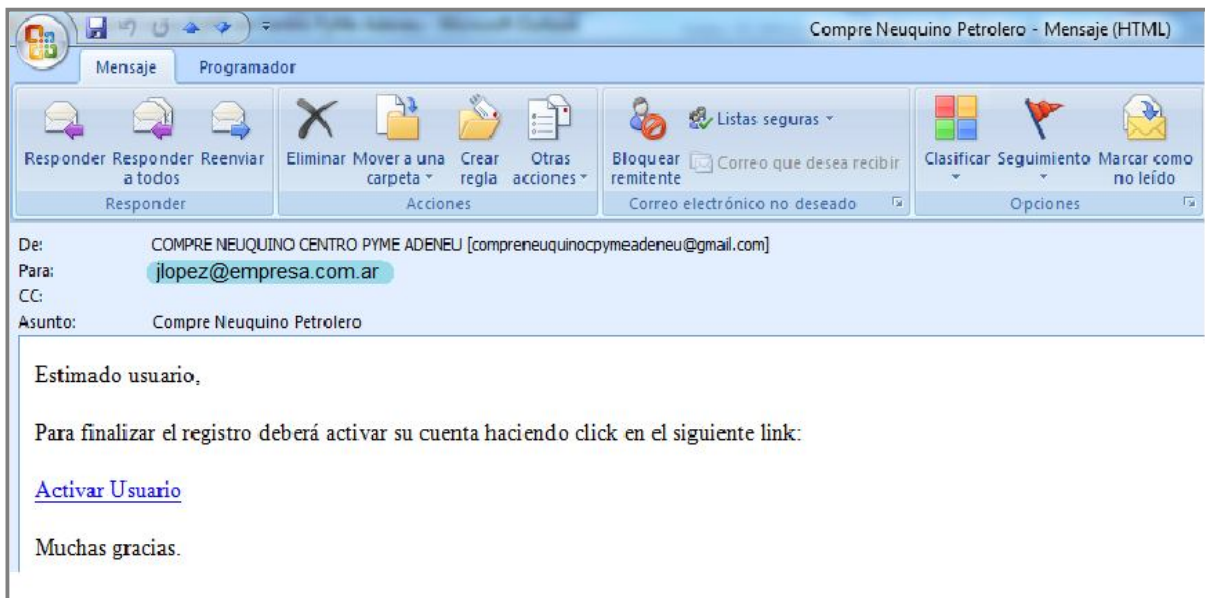 Compre Neuquino Petrolero - Mensaje (HTML)
Mensaje Programador
Responder Responder a todos Reenviar
Eliminar Mover a una carpeta Crear regla Otras acciones
Bloquear remitente Listas seguras Correo que desea recibir
Clasificar Seguimiento Marcar como no leído
Responder Acciones Correo electrónico no deseado Opciones
De: COMPRE NEUQUINO CENTRO PYME ADENEU [compreneuquinocpymeadeneu@gmail.com]
Para: jlopez@empresa.com.ar
CC:
Asunto: Compre Neuquino Petrolero
Estimado usuario,
Para finalizar el registro deberá activar su cuenta haciendo click en el siguiente link:
Activar Usuario
Muchas gracias.